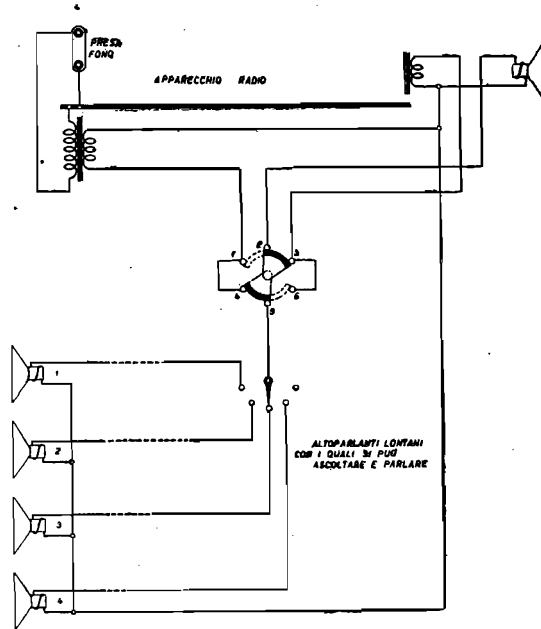 PRESA
FONO
APPARECCHIO RADIO
1
2
3
4
5
6
1
2
3
4
ALTOPARLANTI LONTANI
CON I QUALI SI PUÒ
ASCOLTARE E PARLARE